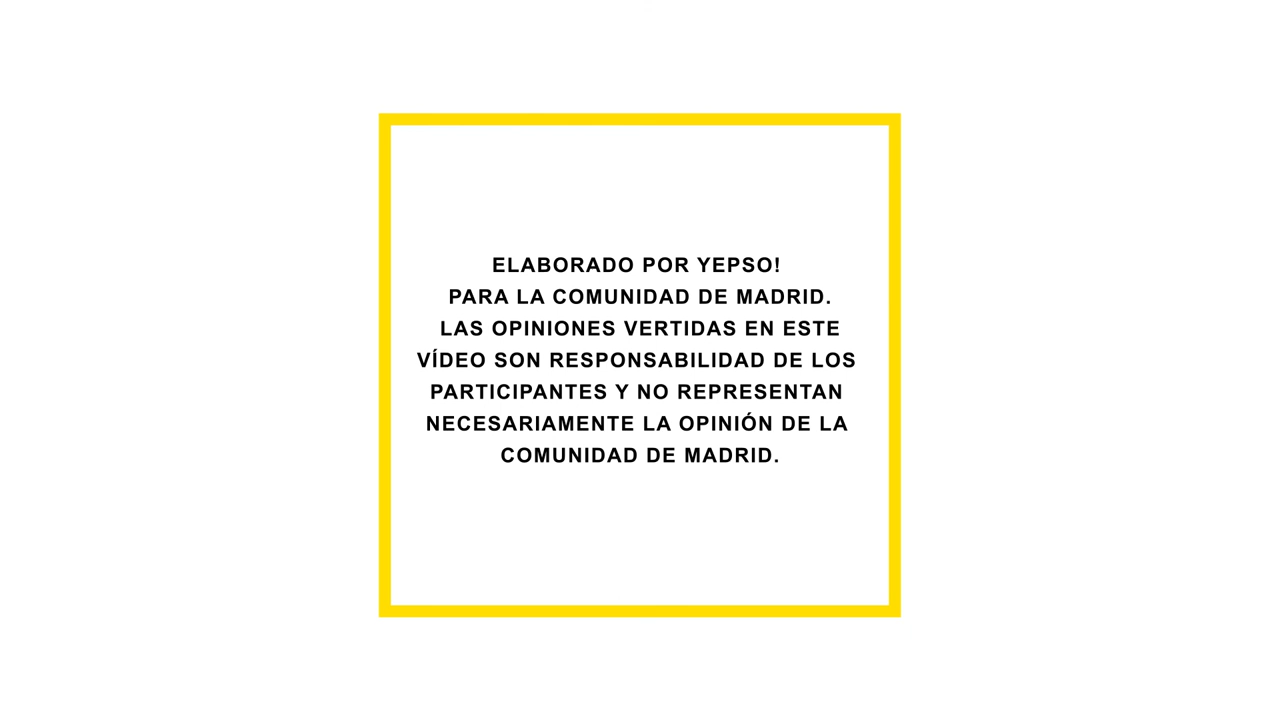 ELABORADO POR YEPSO!
PARA LA COMUNIDAD DE MADRID.
LAS OPINIONES VERTIDAS EN ESTE
VÍDEO SON RESPONSABILIDAD DE LOS
PARTICIPANTES Y NO REPRESENTAN
NECESARIAMENTE LA OPINIÓN DE LA
COMUNIDAD DE MADRID.